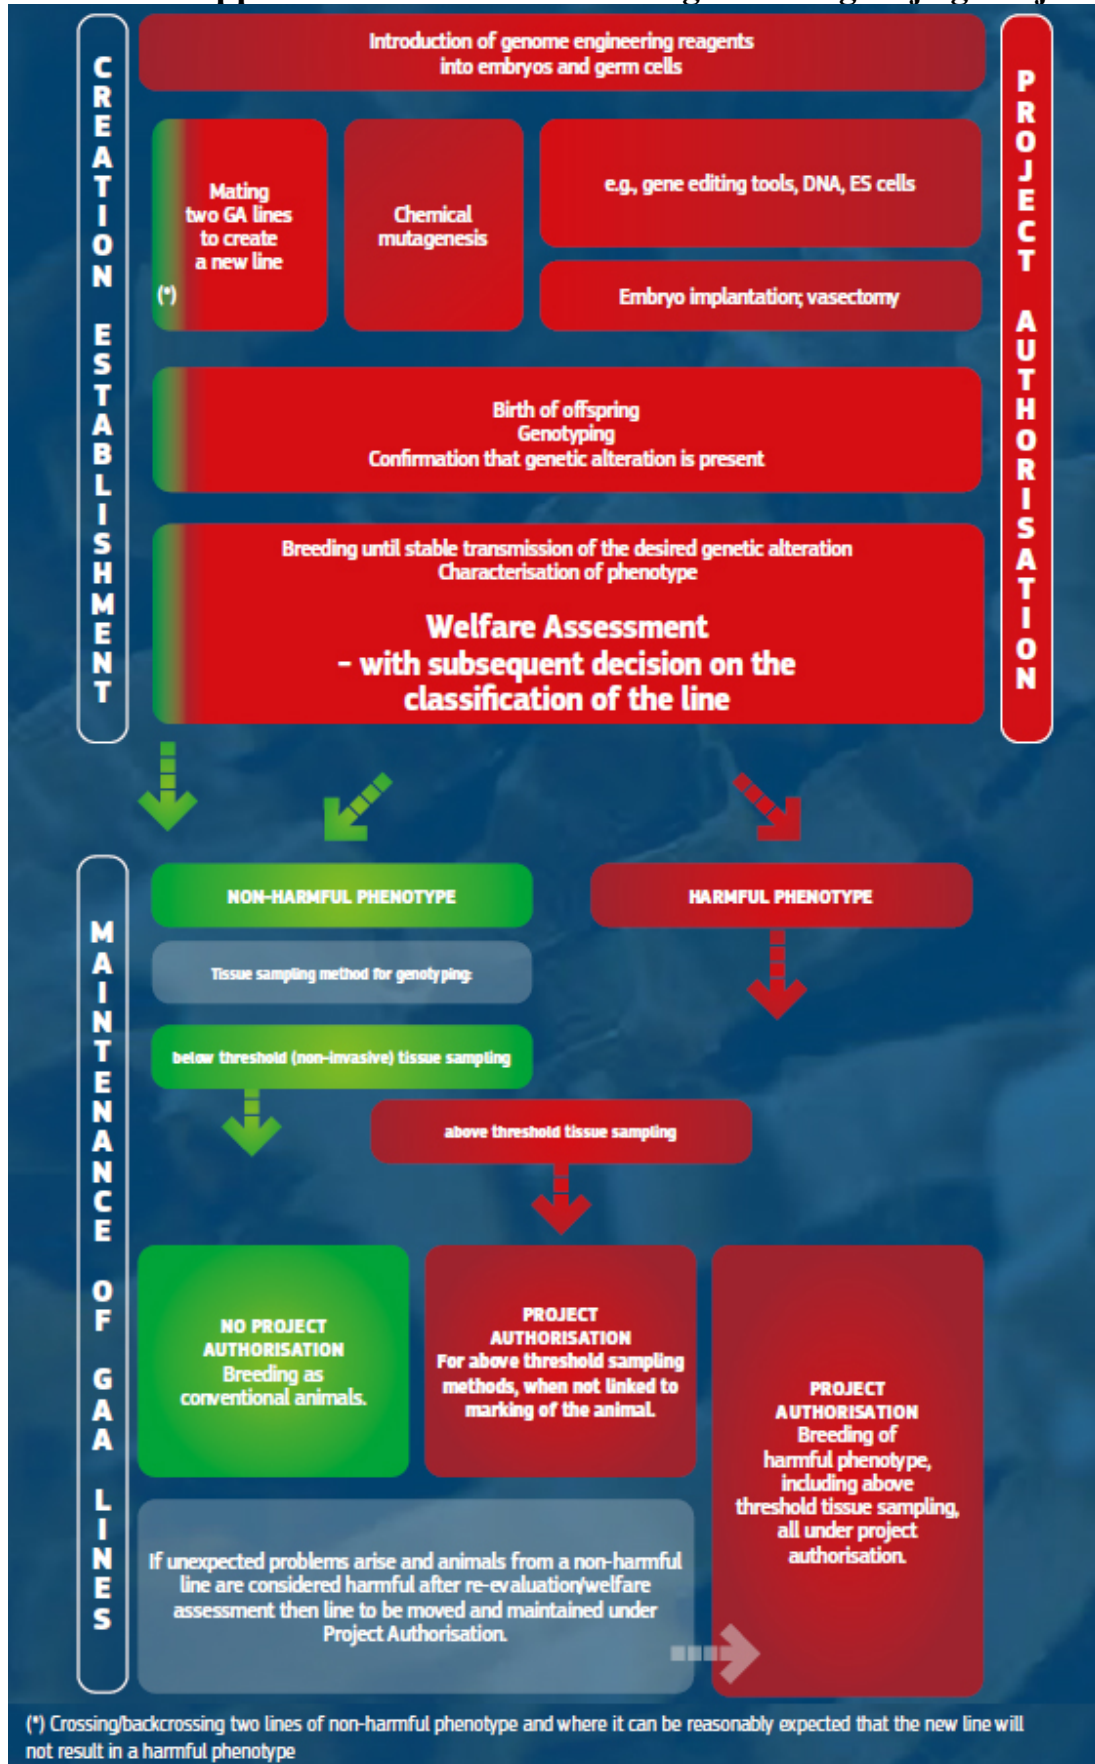 CREATION ESTABLISHMENT
PROJECT AUTHORISATION
Introduction of genome engineering reagents
into embryos and germ cells
Mating
two GA lines
to create
a new line
(*)
Chemical
mutagenesis
e.g., gene editing tools, DNA, ES cells
Embryo implantation; vasectomy
Birth of offspring
Genotyping
Confirmation that genetic alteration is present
Breeding until stable transmission of the desired genetic alteration
Characterisation of phenotype
Welfare Assessment
– with subsequent decision on the
classification of the line
MAINTENANCE OF GAA LINES
NON-HARMFUL PHENOTYPE
HARMFUL PHENOTYPE
Tissue sampling method for genotyping:
below threshold (non-invasive) tissue sampling
above threshold tissue sampling
NO PROJECT
AUTHORISATION
Breeding as
conventional animals.
PROJECT
AUTHORISATION
For above threshold sampling
methods, when not linked to
marking of the animal.
PROJECT
AUTHORISATION
Breeding of
harmful phenotype,
including above
threshold tissue sampling,
all under project
authorisation.
If unexpected problems arise and animals from a non-harmful
line are considered harmful after re-evaluation/welfare
assessment then line to be moved and maintained under
Project Authorisation.
(*) Crossing/backcrossing two lines of non-harmful phenotype and where it can be reasonably expected that the new line will
not result in a harmful phenotype